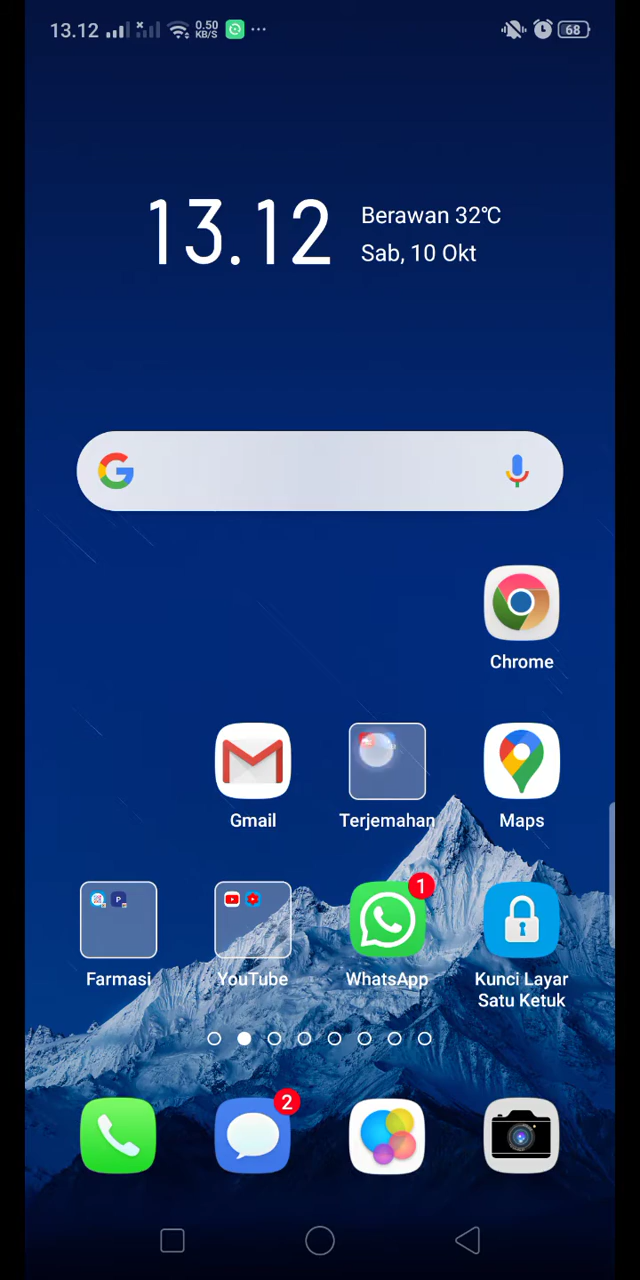 13.12 0.50 KB/S 68
13.12
Berawan 32℃
Sab, 10 Okt
Chrome
Gmail Terjemahan Maps
1
Farmasi YouTube WhatsApp Kunci Layar
Satu Ketuk
2